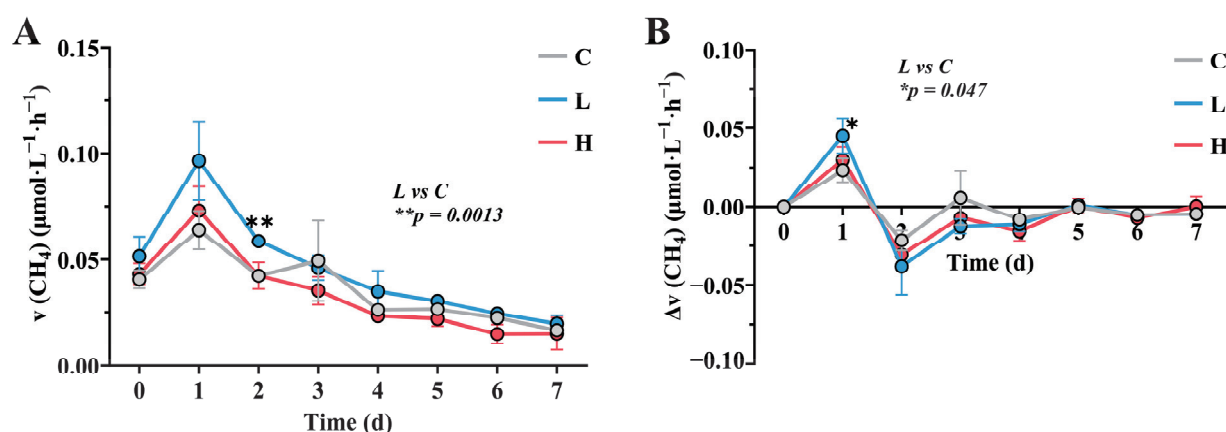 A
v (CH₄) (μmol·L⁻¹·h⁻¹)
0.15
0.10
0.05
0.00
C
L
H
L vs C
**p = 0.0013
**
0 1 2 3 4 5 6 7
Time (d)
B
Δv (CH₄) (μmol·L⁻¹·h⁻¹)
0.10
0.05
0.00
−0.05
−0.10
L vs C
*p = 0.047
*
C
L
H
0 1 2 3 4 5 6 7
Time (d)